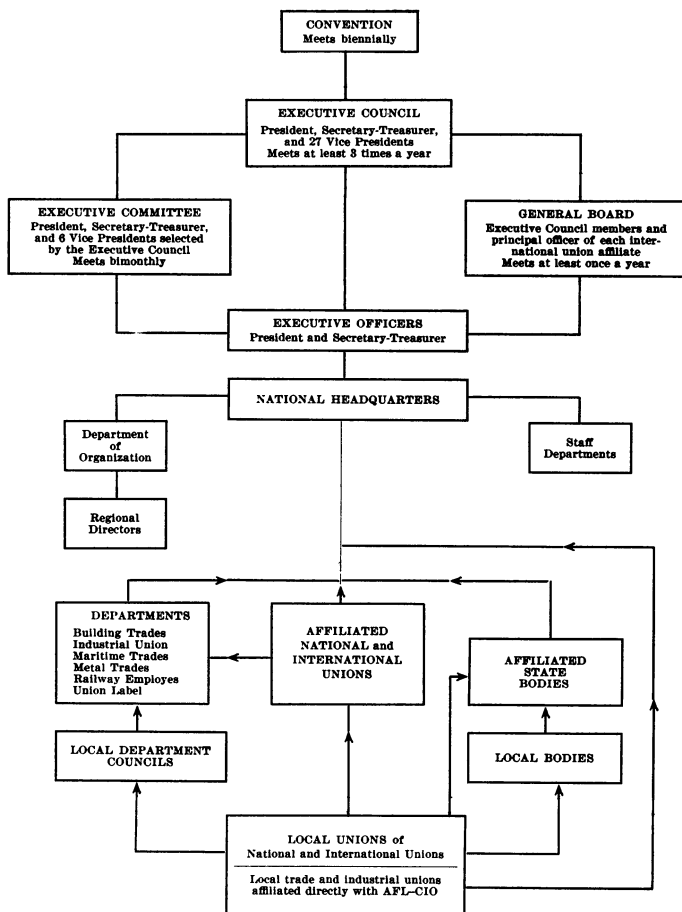 CONVENTION
Meets biennially
EXECUTIVE COUNCIL
President, Secretary-Treasurer,
and 27 Vice Presidents
Meets at least 3 times a year
EXECUTIVE COMMITTEE
President, Secretary-Treasurer,
and 6 Vice Presidents selected
by the Executive Council
Meets bimonthly
GENERAL BOARD
Executive Council members and
principal officer of each inter-
national union affiliate
Meets at least once a year
EXECUTIVE OFFICERS
President and Secretary-Treasurer
NATIONAL HEADQUARTERS
Department
of
Organization
Staff
Departments
Regional
Directors
DEPARTMENTS
Building Trades
Industrial Union
Maritime Trades
Metal Trades
Railway Employes
Union Label
AFFILIATED
NATIONAL and
INTERNATIONAL
UNIONS
AFFILIATED
STATE
BODIES
LOCAL DEPARTMENT
COUNCILS
LOCAL BODIES
LOCAL UNIONS of
National and International Unions
Local trade and industrial unions
affiliated directly with AFL–CIO